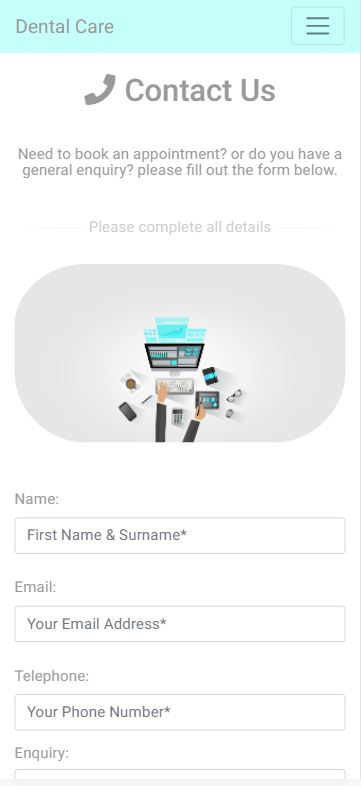 Dental Care
Contact Us
Need to book an appointment? or do you have a
general enquiry? please fill out the form below.
Please complete all details
Name:
First Name & Surname*
Email:
Your Email Address*
Telephone:
Your Phone Number*
Enquiry: